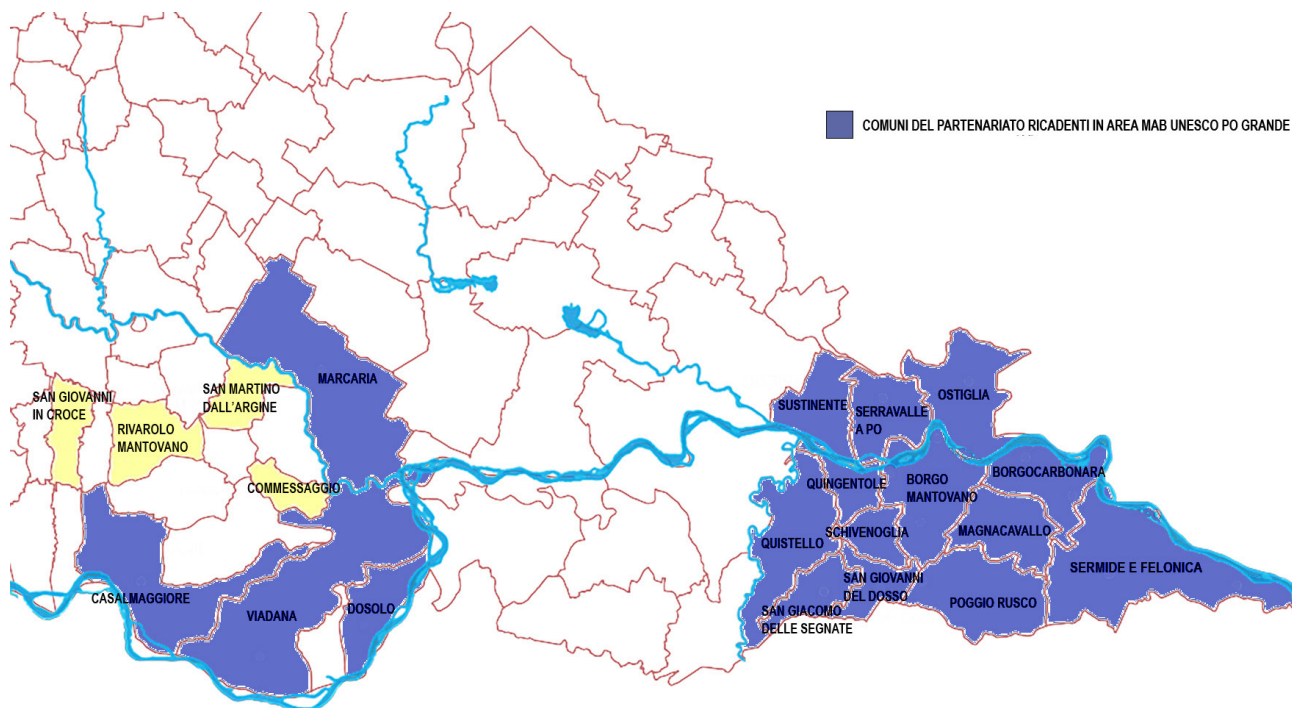 COMUNI DEL PARTENARIATO RICADENTI IN AREA MAB UNESCO PO GRANDE
MARCARIA
SAN GIOVANNI
IN CROCE
SAN MARTINO
DALL'ARGINE
RIVAROLO
MANTOVANO
COMMESSAGGIO
CASALMAGGIORE
VIADANA
DOSOLO
SUSTINENTE
SERRAVALLE
A PO
OSTIGLIA
QUINGENTOLE
BORGO
MANTOVANO
BORGOCARBONARA
QUISTELLO
SCHIVENOGLIA
MAGNACAVALLO
SERMIDE E FELONICA
SAN GIOVANNI
DEL DOSSO
SAN GIACOMO
DELLE SEGNATE
POGGIO RUSCO